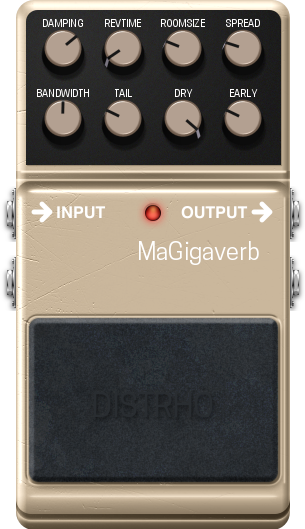 DAMPING REVTIME ROOMSIZE SPREAD
BANDWIDTH TAIL DRY EARLY
INPUT OUTPUT
MaGigaverb
DISTRHO